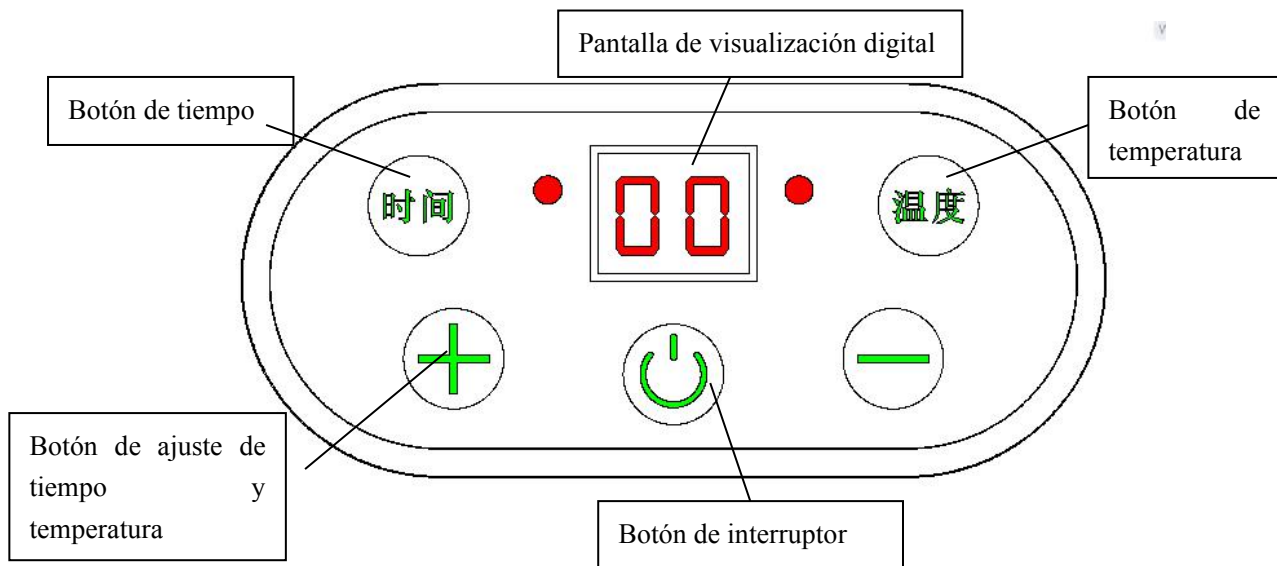 Pantalla de visualización digital
Botón de tiempo
Botón de
temperatura
时间
00
温度
Botón de ajuste de
tiempo y
temperatura
Botón de interruptor